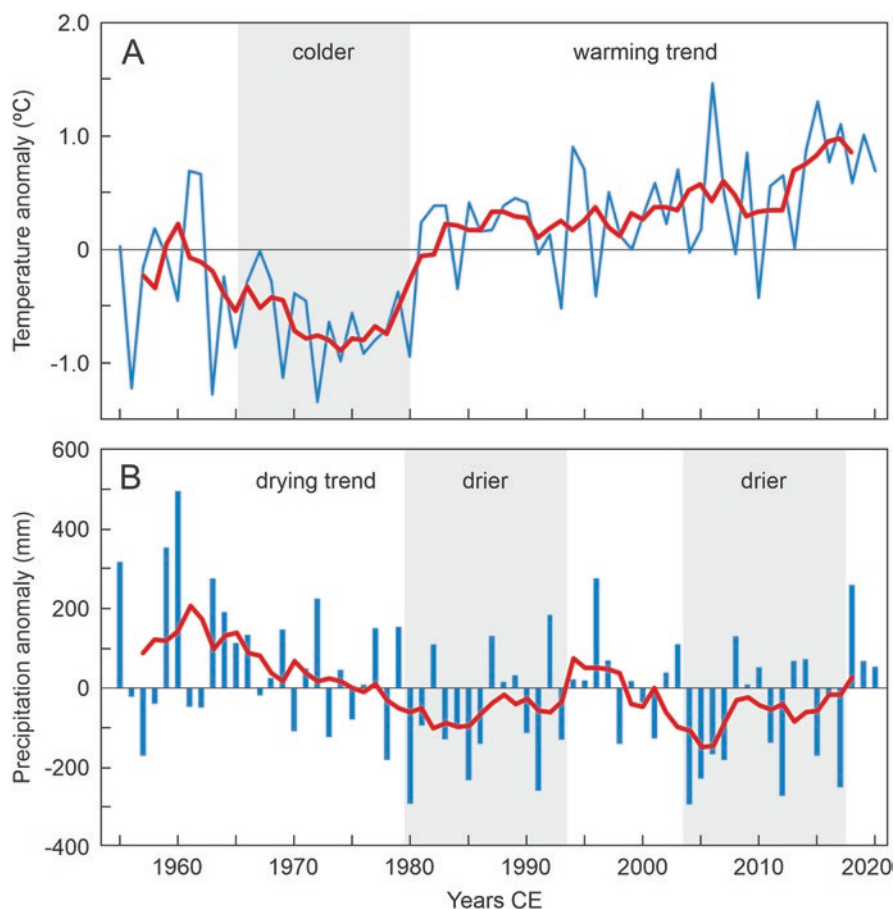 A
colder
warming trend
Temperature anomaly (ºC)
2.0
1.0
0
-1.0
B
drying trend
drier
drier
Precipitation anomaly (mm)
600
400
200
0
-200
-400
1960
1970
1980
1990
2000
2010
2020
Years CE